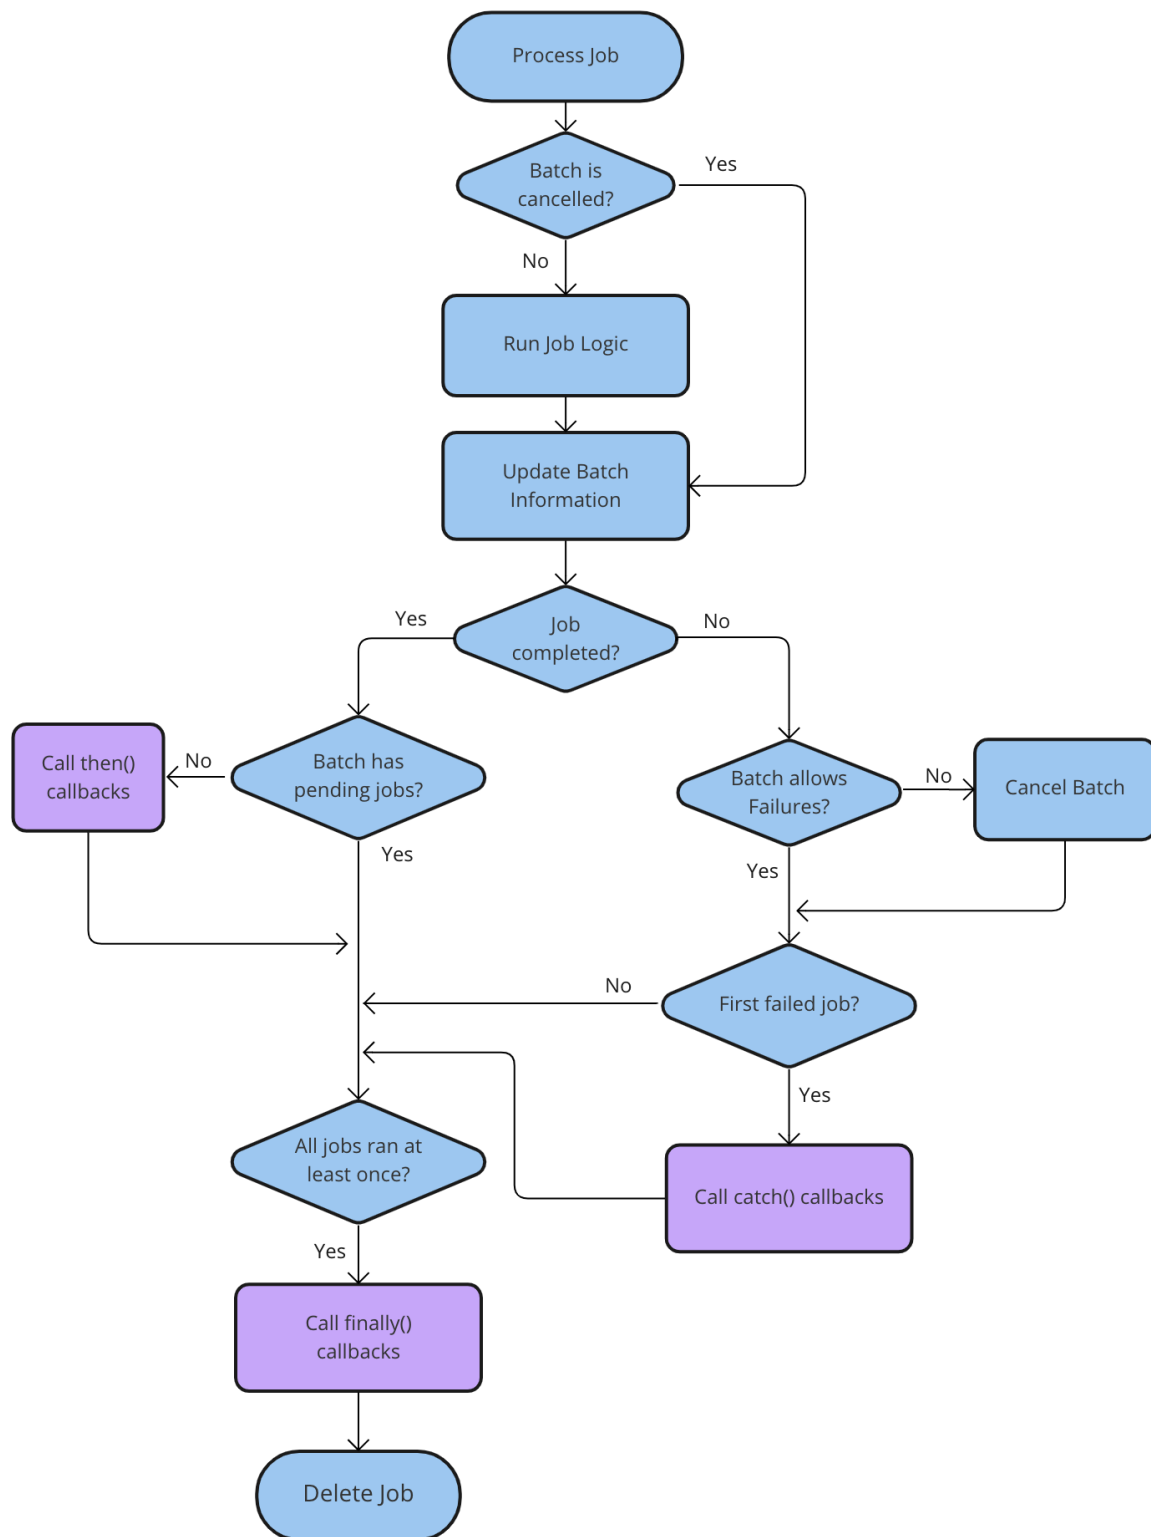 Process Job
Batch is
cancelled?
Yes
No
Run Job Logic
Update Batch
Information
Job
completed?
Yes
No
Batch has
pending jobs?
No
Call then()
callbacks
Yes
Batch allows
Failures?
No
Cancel Batch
Yes
First failed job?
No
Yes
Call catch() callbacks
All jobs ran at
least once?
Yes
Call finally()
callbacks
Delete Job